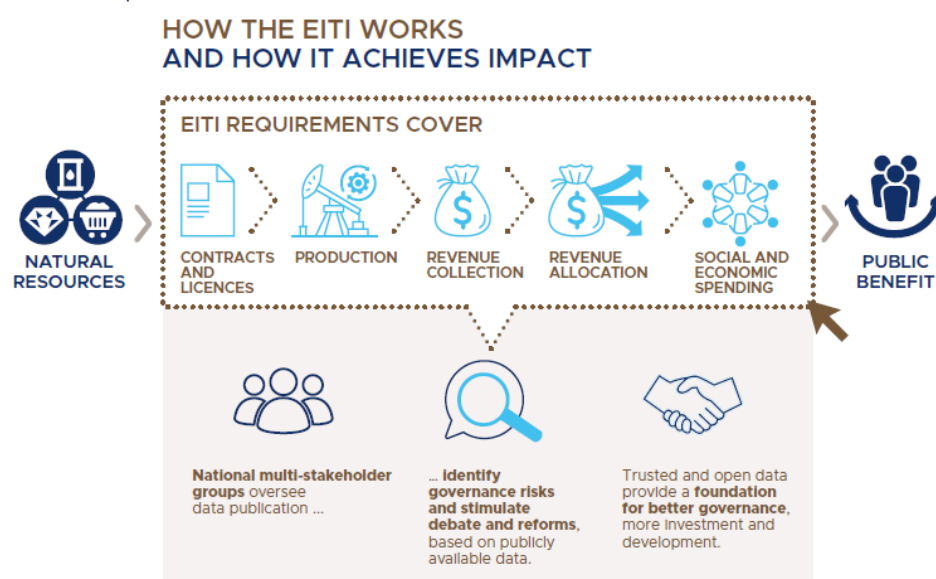 HOW THE EITI WORKS
AND HOW IT ACHIEVES IMPACT
EITI REQUIREMENTS COVER
NATURAL
RESOURCES
CONTRACTS
AND
LICENCES
PRODUCTION
$
REVENUE
COLLECTION
$
REVENUE
ALLOCATION
SOCIAL AND
ECONOMIC
SPENDING
PUBLIC
BENEFIT
National multi-stakeholder
groups oversee
data publication ...
... identify
governance risks
and stimulate
debate and reforms,
based on publicly
available data.
Trusted and open data
provide a foundation
for better governance,
more investment and
development.